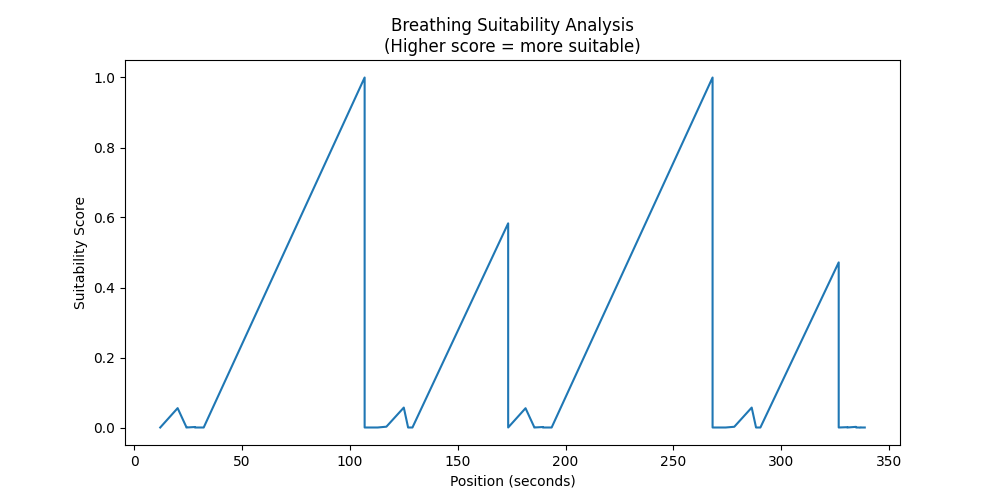 Breathing Suitability Analysis
(Higher score = more suitable)
1.0
0.8
0.6
0.4
0.2
0.0
Suitability Score
0 50 100 150 200 250 300 350
Position (seconds)